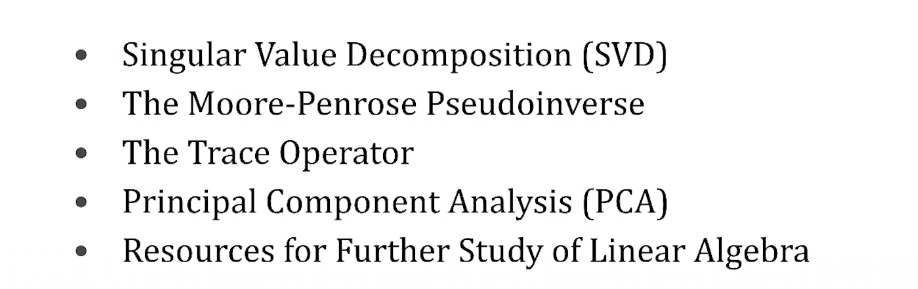 • Singular Value Decomposition (SVD)
• The Moore-Penrose Pseudoinverse
• The Trace Operator
• Principal Component Analysis (PCA)
• Resources for Further Study of Linear Algebra